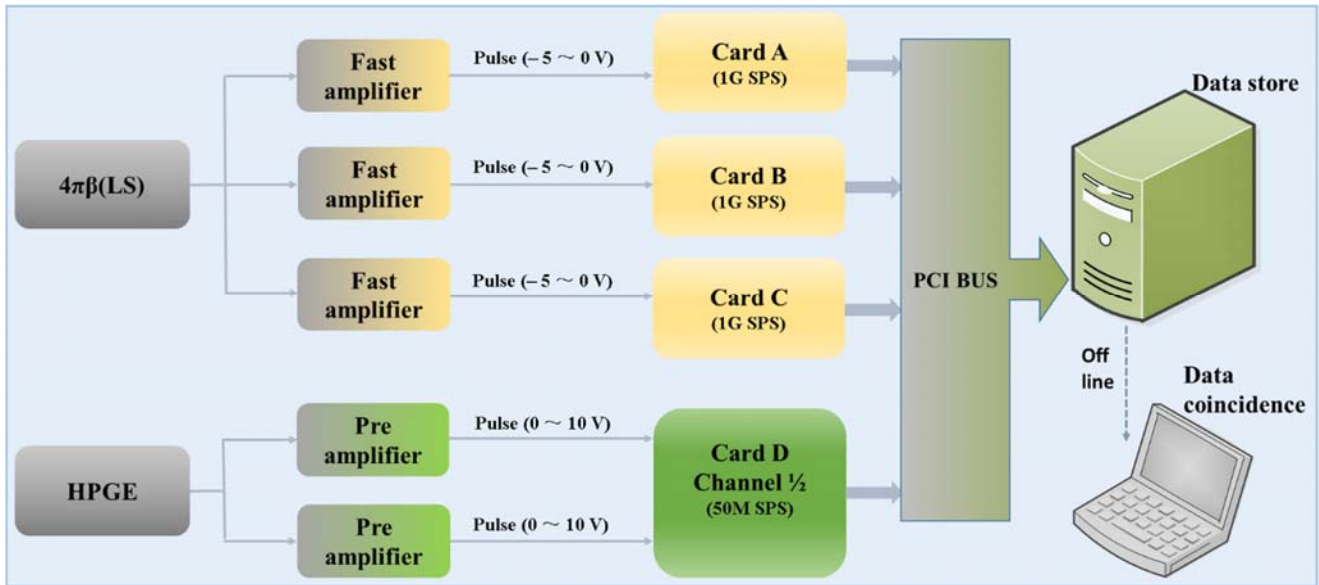 4πβ(LS)
Fast
amplifier
Pulse (– 5 ～ 0 V)
Card A
(1G SPS)
Fast
amplifier
Pulse (– 5 ～ 0 V)
Card B
(1G SPS)
Fast
amplifier
Pulse (– 5 ～ 0 V)
Card C
(1G SPS)
HPGE
Pre
amplifier
Pulse (0 ～ 10 V)
Pre
amplifier
Pulse (0 ～ 10 V)
Card D
Channel ½
(50M SPS)
PCI BUS
Data store
Off
line
Data
coincidence